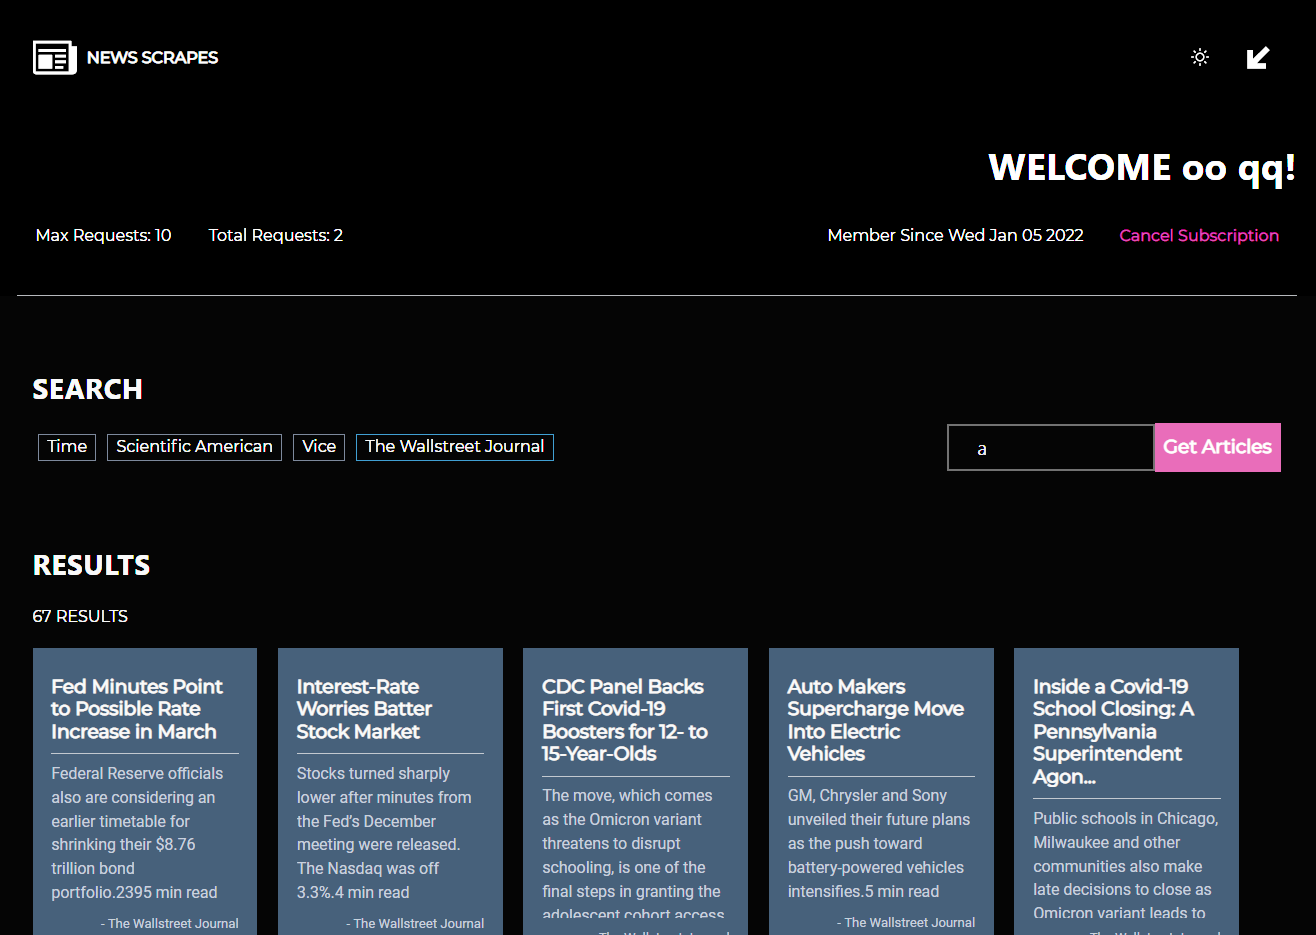 NEWS SCRAPES
WELCOME oo qq!
Max Requests: 10 Total Requests: 2 Member Since Wed Jan 05 2022 Cancel Subscription
SEARCH
Time Scientific American Vice The Wallstreet Journal a Get Articles
RESULTS
67 RESULTS
Fed Minutes Point
to Possible Rate
Increase in March
Federal Reserve officials
also are considering an
earlier timetable for
shrinking their $8.76
trillion bond
portfolio.2395 min read
- The Wallstreet Journal
Interest-Rate
Worries Batter
Stock Market
Stocks turned sharply
lower after minutes from
the Fed's December
meeting were released.
The Nasdaq was off
3.3%.4 min read
- The Wallstreet Journal
CDC Panel Backs
First Covid-19
Boosters for 12- to
15-Year-Olds
The move, which comes
as the Omicron variant
threatens to disrupt
schooling, is one of the
final steps in granting the
adolescent cohort access
- The Wallstreet Journal
Auto Makers
Supercharge Move
Into Electric
Vehicles
GM, Chrysler and Sony
unveiled their future plans
as the push toward
battery-powered vehicles
intensifies.5 min read
- The Wallstreet Journal
Inside a Covid-19
School Closing: A
Pennsylvania
Superintendent
Agon...
Public schools in Chicago,
Milwaukee and other
communities also make
late decisions to close as
Omicron variant leads to